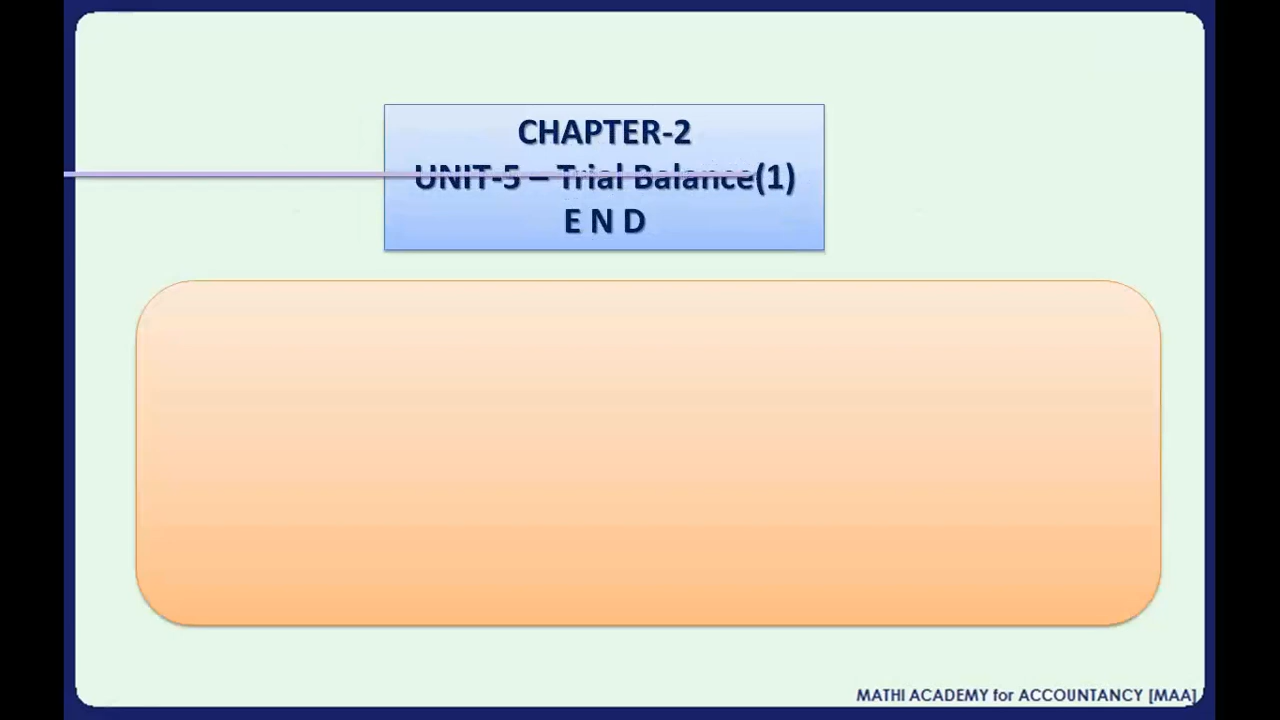 CHAPTER-2
UNIT-5 – Trial Balance(1)
E N D
MATHI ACADEMY for ACCOUNTANCY [MAA]